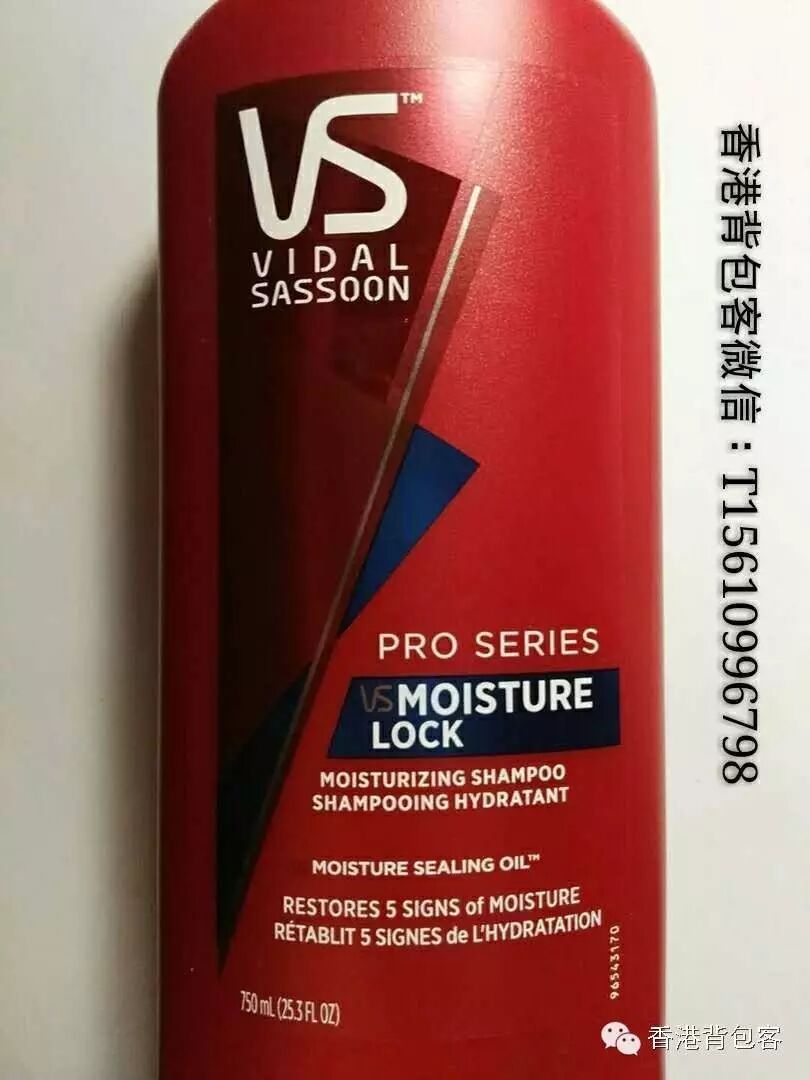 VS™
VIDAL
SASSOON
PRO SERIES
VS MOISTURE
LOCK
MOISTURIZING SHAMPOO
SHAMPOOING HYDRATANT
MOISTURE SEALING OIL™
RESTORES 5 SIGNS of MOISTURE
RÉTABLIT 5 SIGNES de L'HYDRATATION
750 mL (25.3 FL OZ)
96543170
香港背包客微信：T15610996798
香港背包客